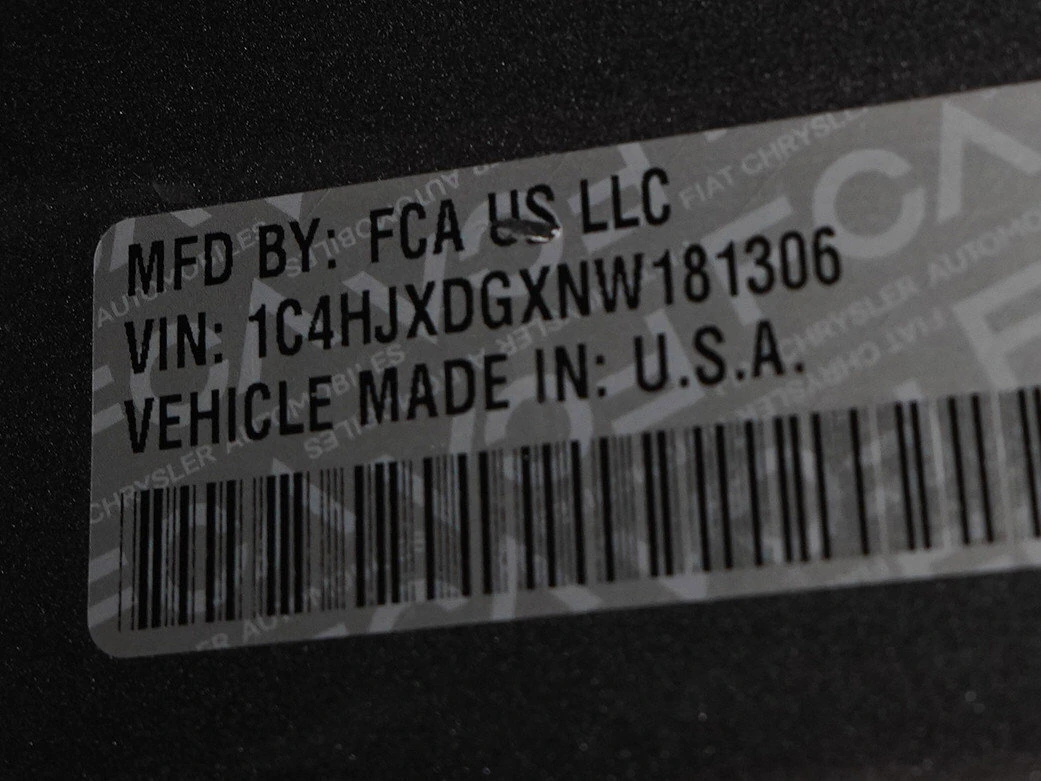 MFD BY: FCA US LLC
VIN: 1C4HJXDGXNW181306
VEHICLE MADE IN: U.S.A.